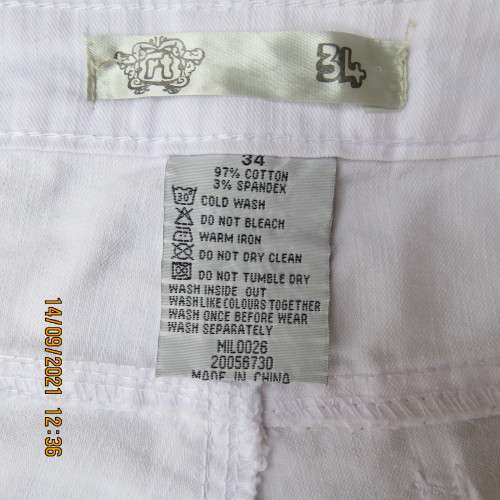 34
34
97% COTTON
3% SPANDEX
30 COLD WASH
DO NOT BLEACH
WARM IRON
DO NOT DRY CLEAN
DO NOT TUMBLE DRY
WASH INSIDE OUT
WASH LIKE COLOURS TOGETHER
WASH ONCE BEFORE WEAR
WASH SEPARATELY
MIL0026
20056730
MADE IN CHINA
14/09/2021 12:36